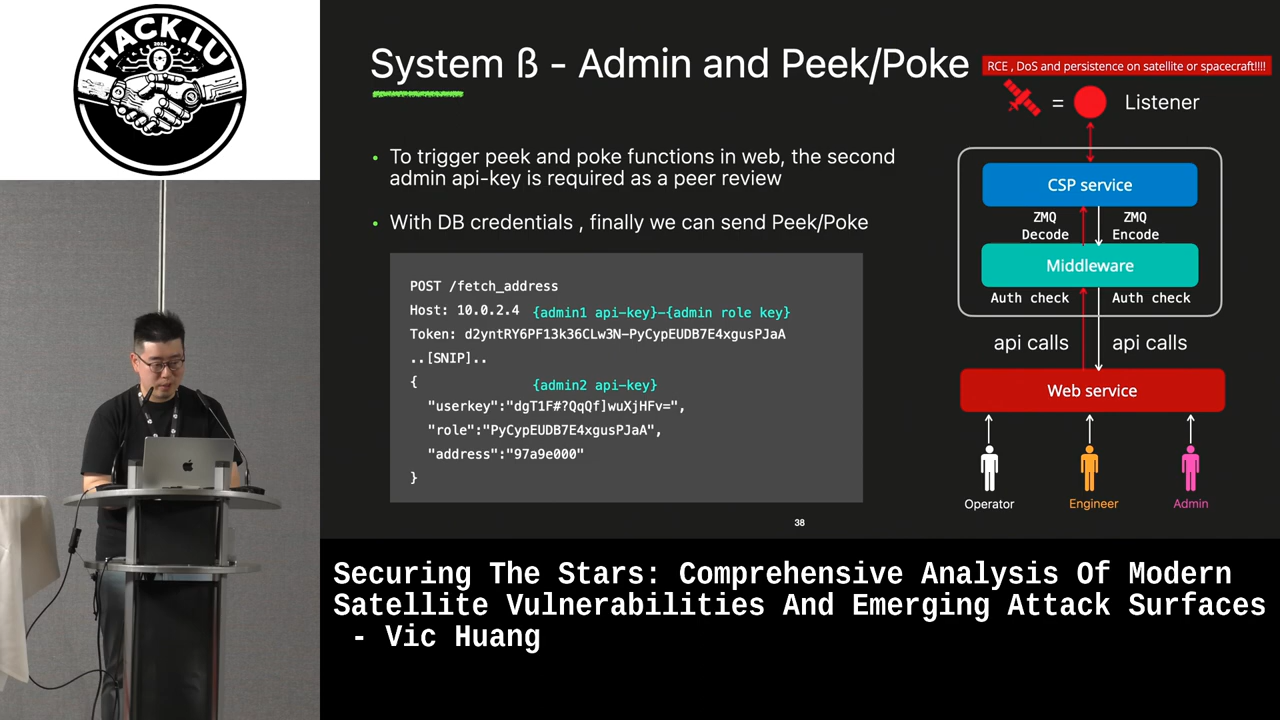 HACK.LU
2024
System ß - Admin and Peek/Poke
RCE , DoS and persistence on satellite or spacecraft!!!!
= Listener
• To trigger peek and poke functions in web, the second
admin api-key is required as a peer review
• With DB credentials , finally we can send Peek/Poke
POST /fetch_address
Host: 10.0.2.4 {admin1 api-key}-{admin role key}
Token: d2yntRY6PF13k36CLw3N-PyCypEUDB7E4xgusPJaA
..[SNIP]..
{ {admin2 api-key}
"userkey":"dgT1F#?QqQf]wuXjHFv=",
"role":"PyCypEUDB7E4xgusPJaA",
"address":"97a9e000"
}
CSP service
ZMQ Decode
ZMQ Encode
Middleware
Auth check Auth check
api calls api calls
Web service
Operator Engineer Admin
38
Securing The Stars: Comprehensive Analysis Of Modern
Satellite Vulnerabilities And Emerging Attack Surfaces
- Vic Huang